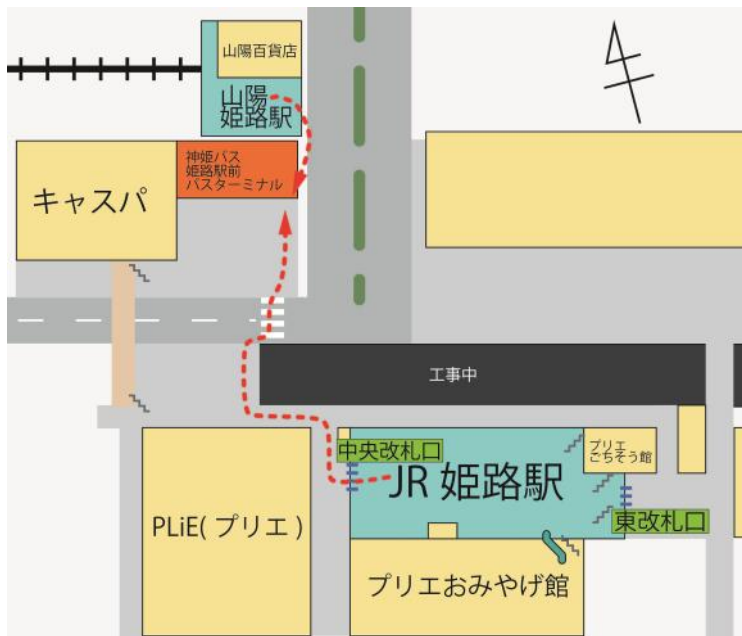 山陽百貨店
山陽
姫路駅
神姫バス
姫路駅前
バスターミナル
キャスパ
工事中
中央改札口
プリエ
ごちそう館
JR 姫路駅
東改札口
PLiE( プリエ )
プリエおみやげ館